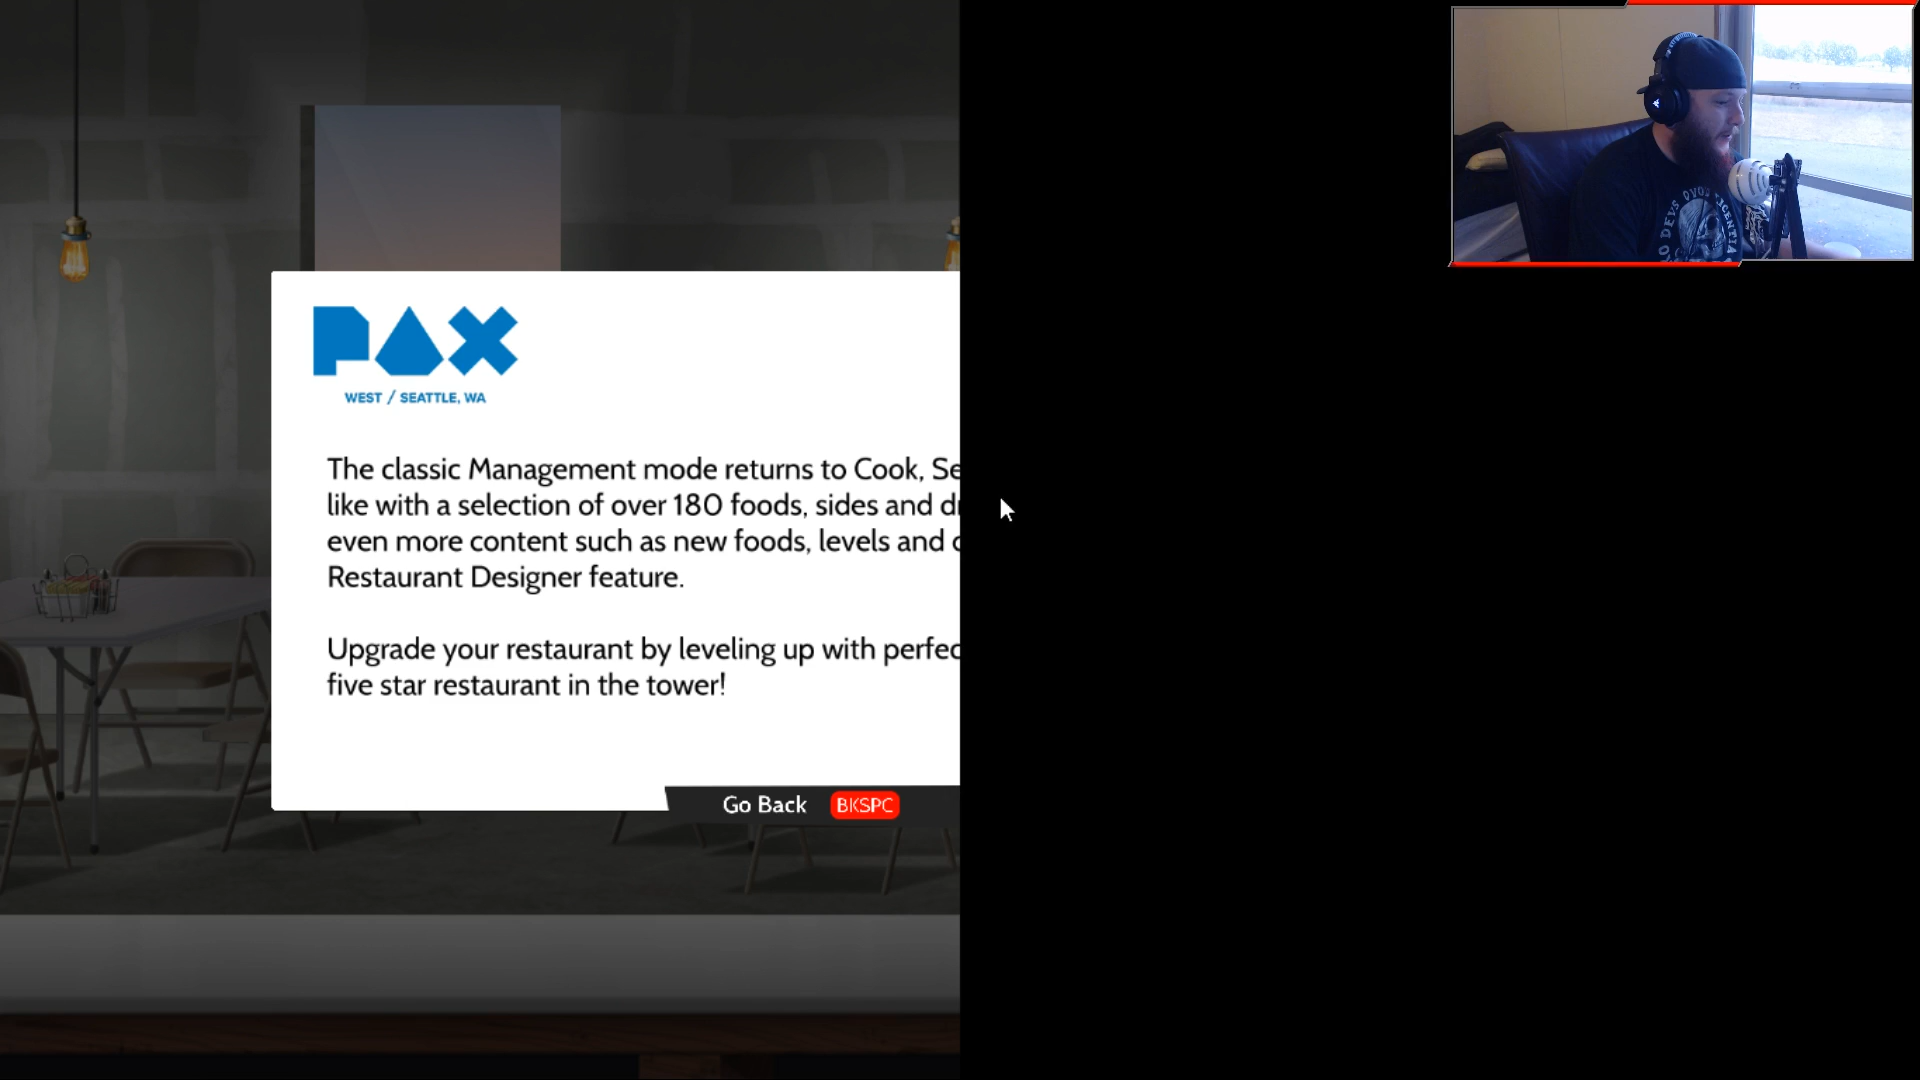 PAX
WEST / SEATTLE, WA
The classic Management mode returns to Cook, Se
like with a selection of over 180 foods, sides and d
even more content such as new foods, levels and
Restaurant Designer feature.
Upgrade your restaurant by leveling up with perfec
five star restaurant in the tower!
Go Back BKSPC